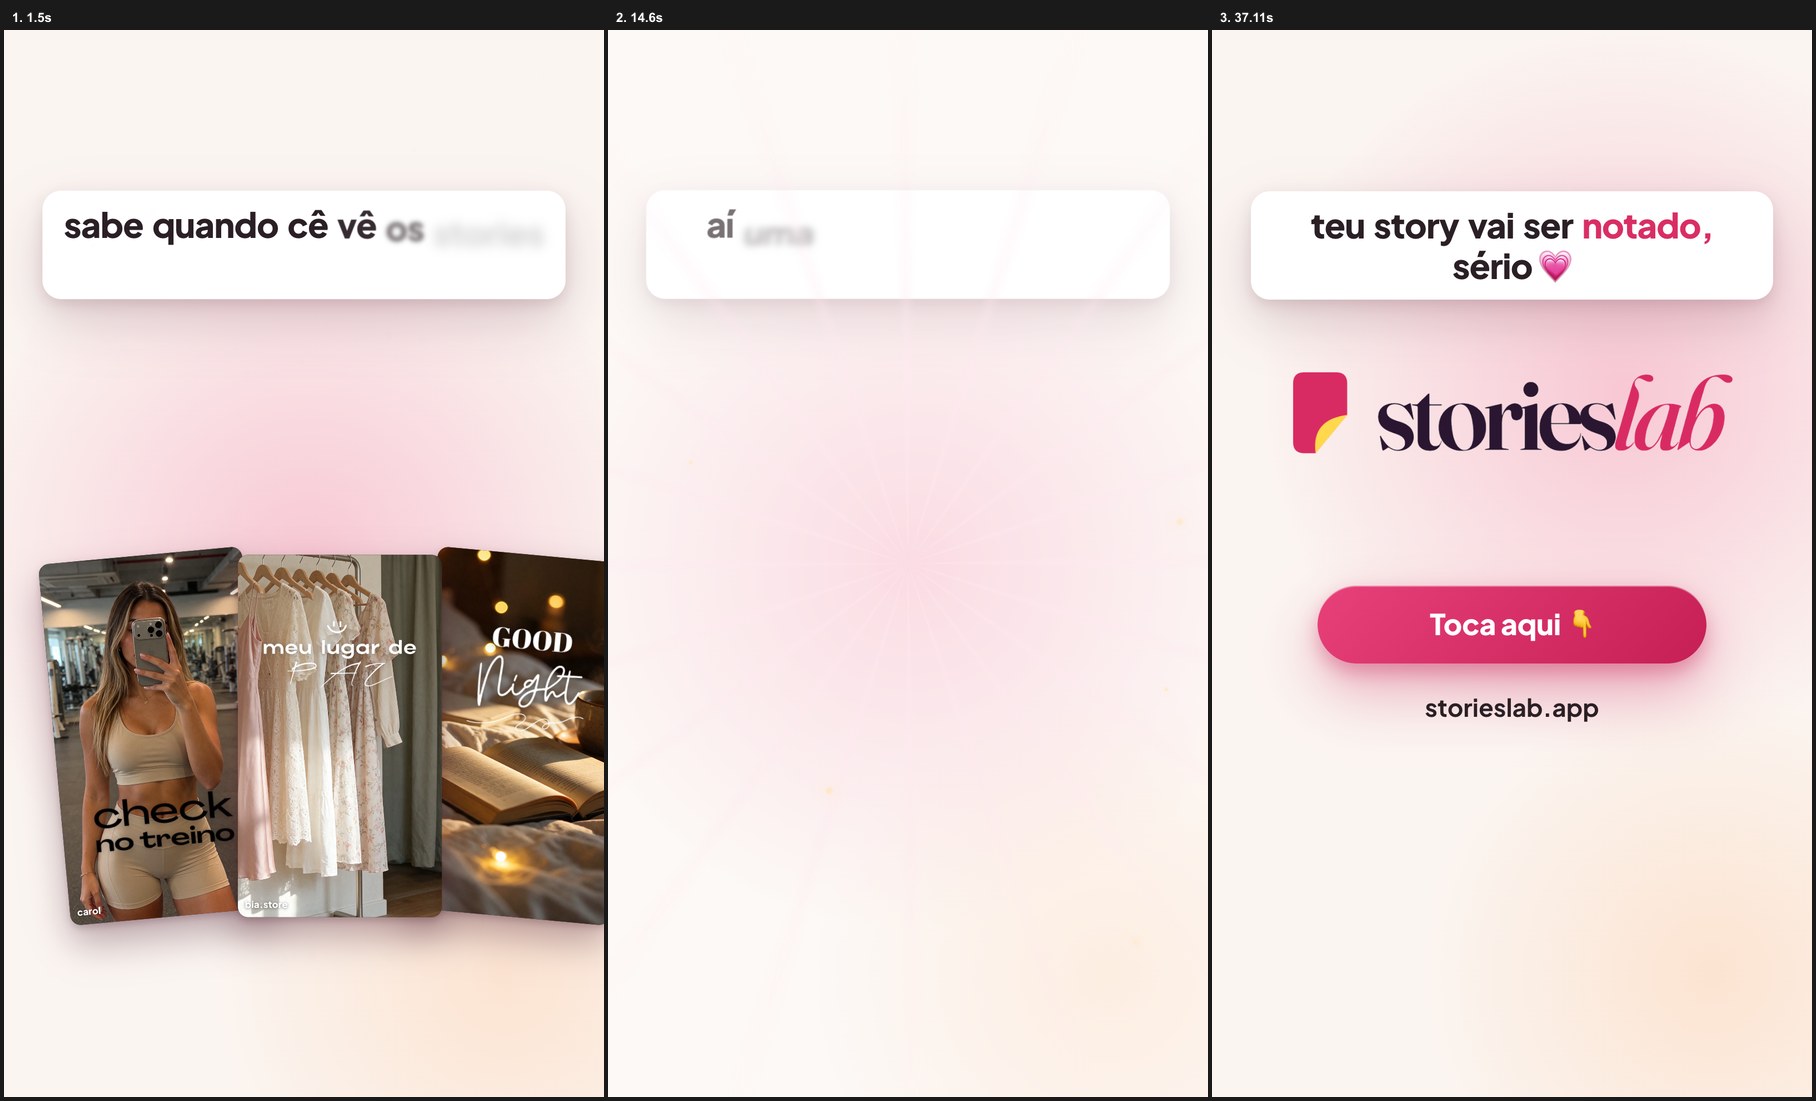 1. 1.5s
sabe quando cê vê os stories
meu lugar de
PAZ
GOOD
Night
check
no treino
carol
bia.store
2. 14.6s
aí uma
3. 37.11s
teu story vai ser notado,
sério 💗
storieslab
Toca aqui 👇
storieslab.app